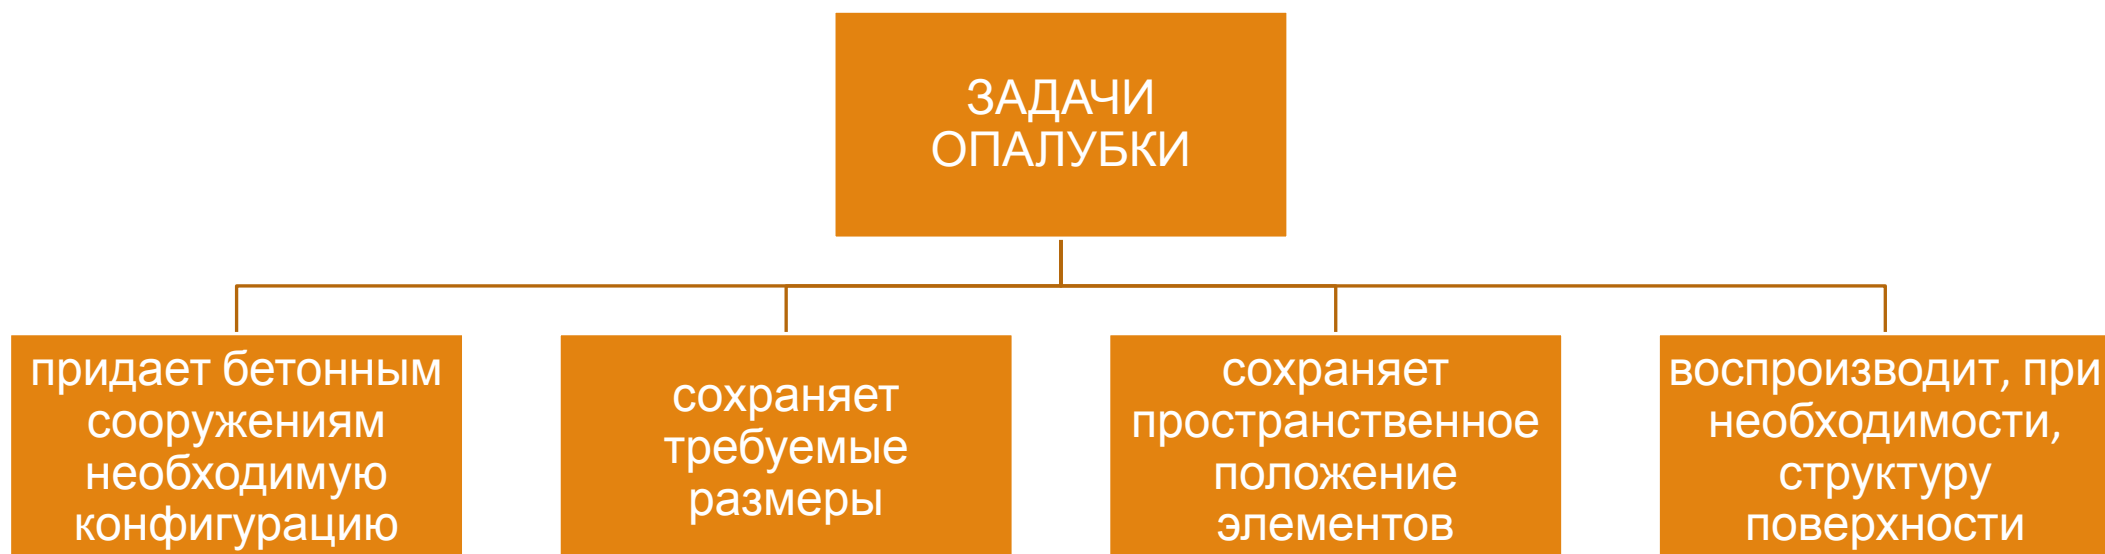 ЗАДАЧИ
ОПАЛУБКИ
придает бетонным
сооружениям
необходимую
конфигурацию
сохраняет
требуемые
размеры
сохраняет
пространственное
положение
элементов
воспроизводит, при
необходимости,
структуру
поверхности